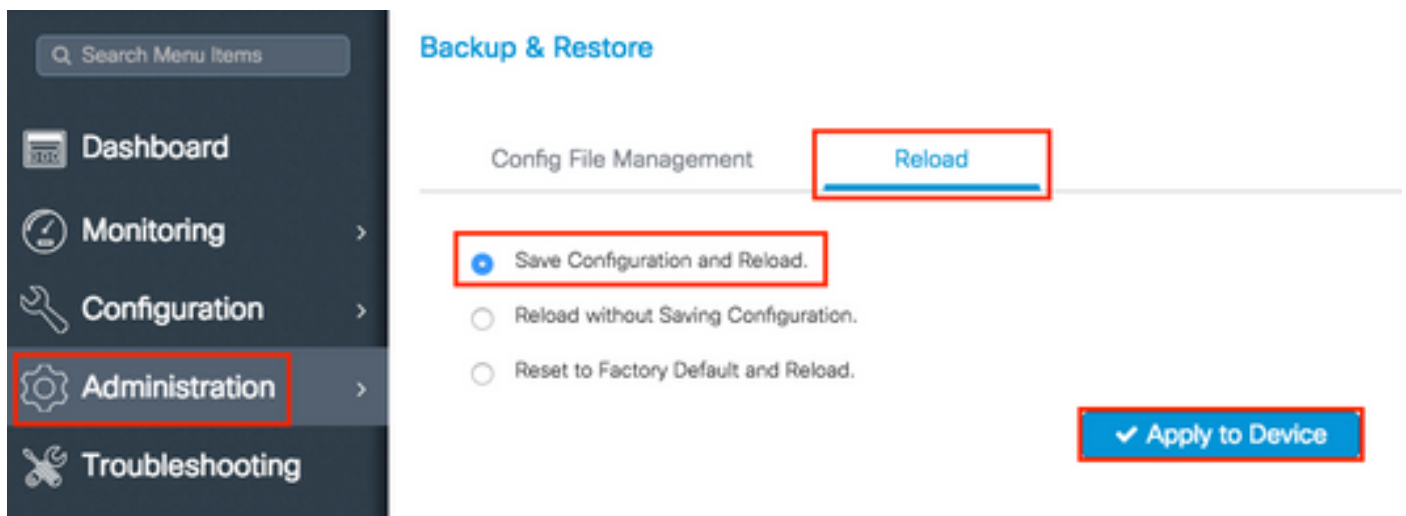 Search Menu Items
Dashboard
Monitoring
Configuration
Administration
Troubleshooting
Backup & Restore
Config File Management
Reload
Save Configuration and Reload.
Reload without Saving Configuration.
Reset to Factory Default and Reload.
Apply to Device